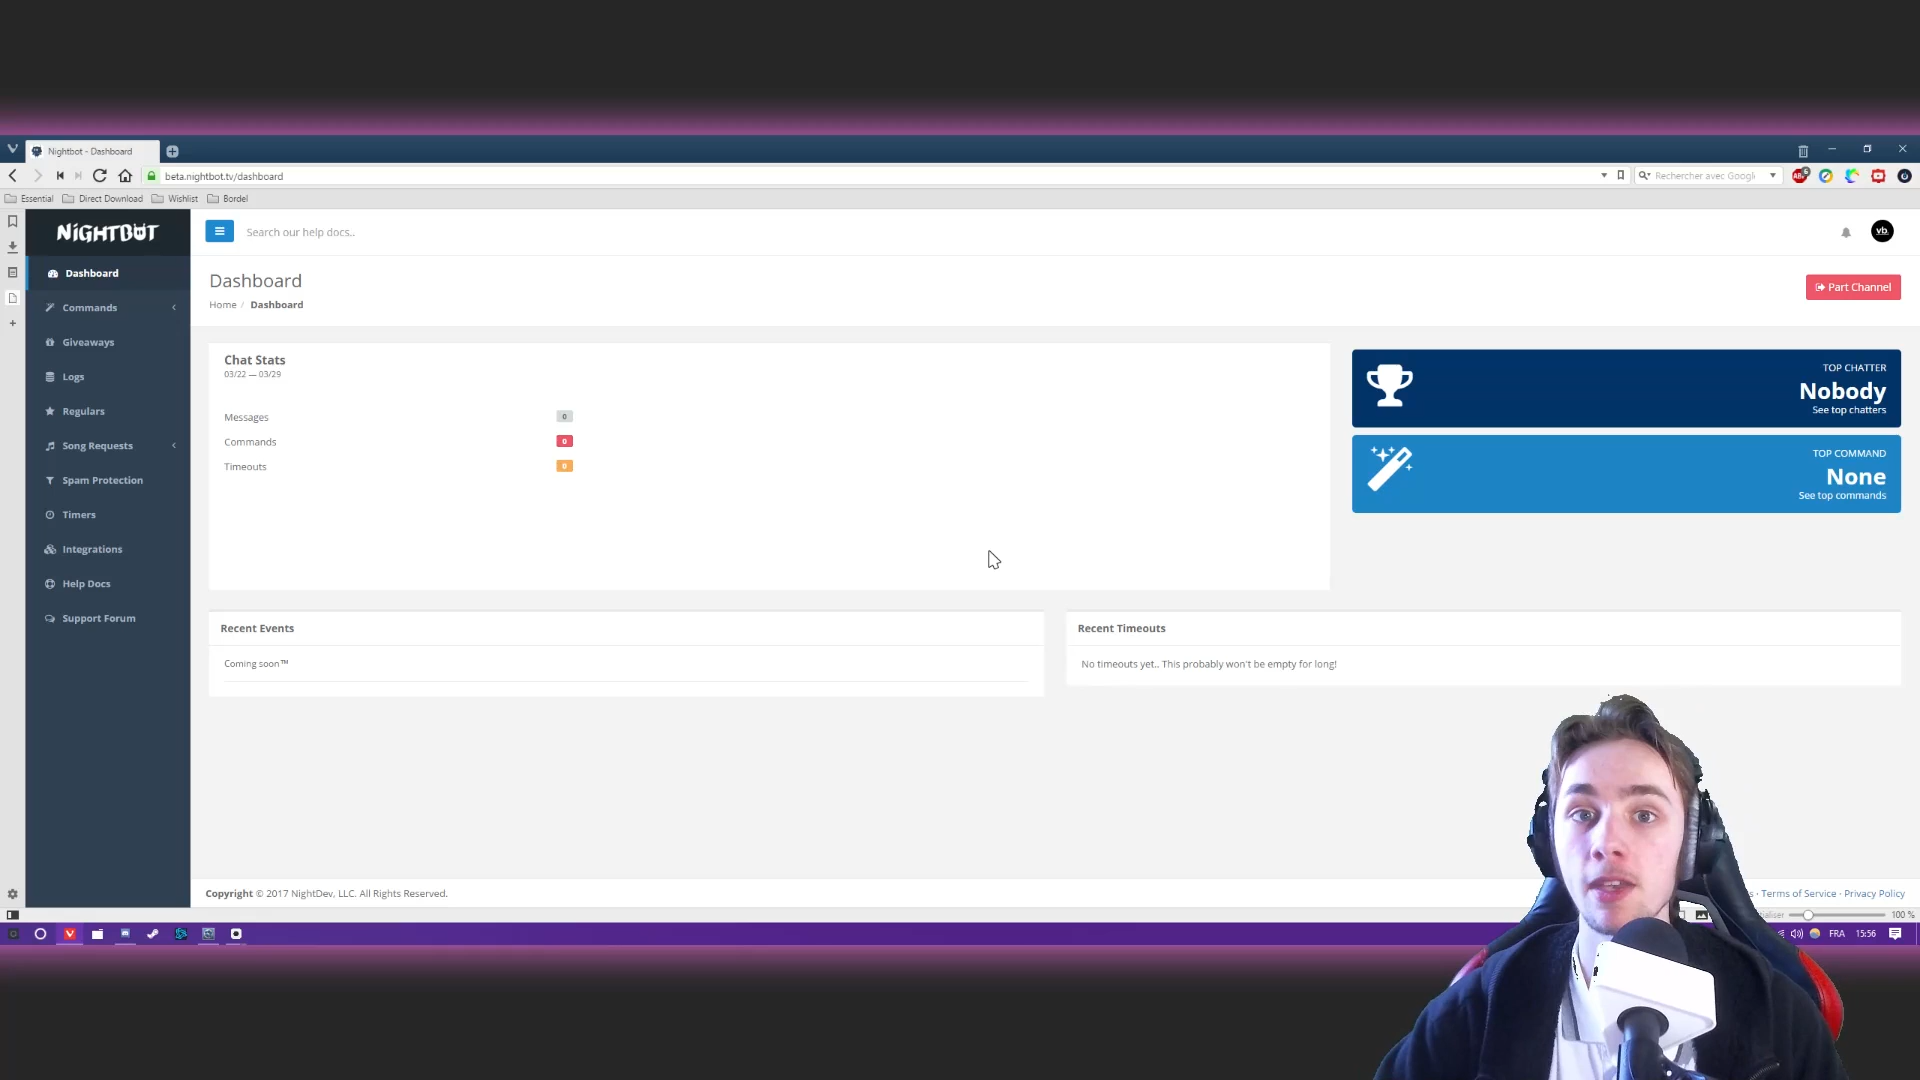 Nightbot - Dashboard
beta.nightbot.tv/dashboard
Rechercher avec Googl
Essential
Direct Download
Wishlist
Bordel
NiGHTBOT
Search our help docs..
vb.
Dashboard
Commands
Giveaways
Logs
Regulars
Song Requests
Spam Protection
Timers
Integrations
Help Docs
Support Forum
Dashboard
Home / Dashboard
Part Channel
Chat Stats
03/22 — 03/29
Messages 0
Commands 0
Timeouts 0
TOP CHATTER
Nobody
See top chatters
TOP COMMAND
None
See top commands
Recent Events
Coming soon™
Recent Timeouts
No timeouts yet.. This probably won't be empty for long!
Copyright © 2017 NightDev, LLC. All Rights Reserved.
· Terms of Service · Privacy Policy
100 %
FRA
15:56